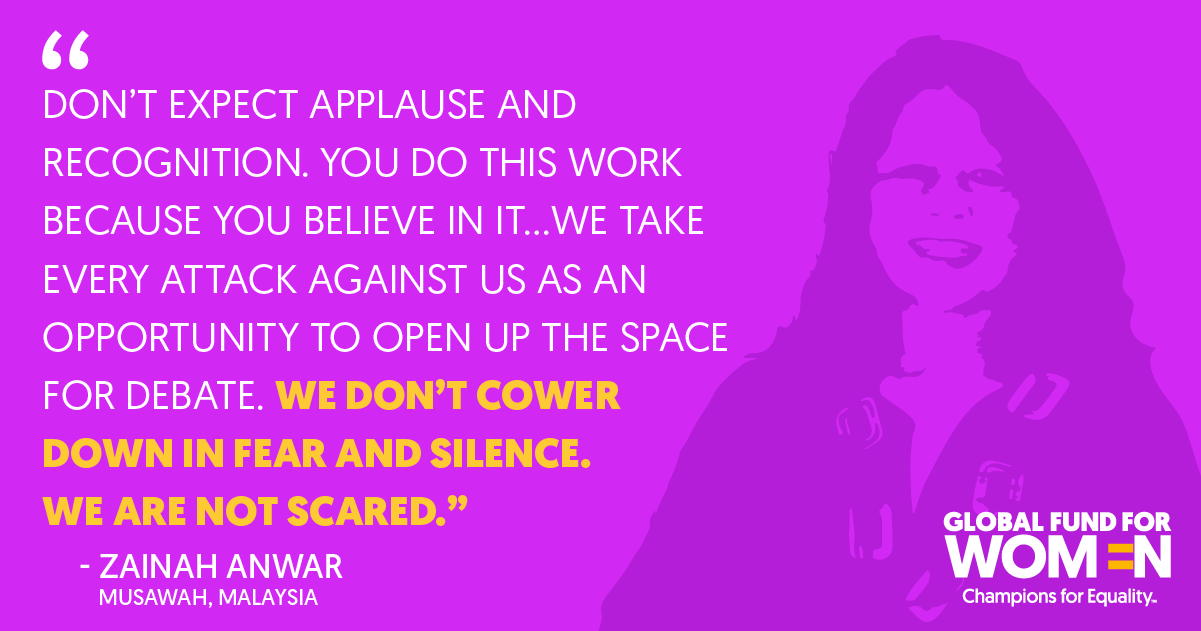 “
DON’T EXPECT APPLAUSE AND
RECOGNITION. YOU DO THIS WORK
BECAUSE YOU BELIEVE IN IT...WE TAKE
EVERY ATTACK AGAINST US AS AN
OPPORTUNITY TO OPEN UP THE SPACE
FOR DEBATE. WE DON’T COWER
DOWN IN FEAR AND SILENCE.
WE ARE NOT SCARED.”
- ZAINAH ANWAR
MUSAWAH, MALAYSIA
GLOBAL FUND FOR
WOMEN
Champions for Equality™